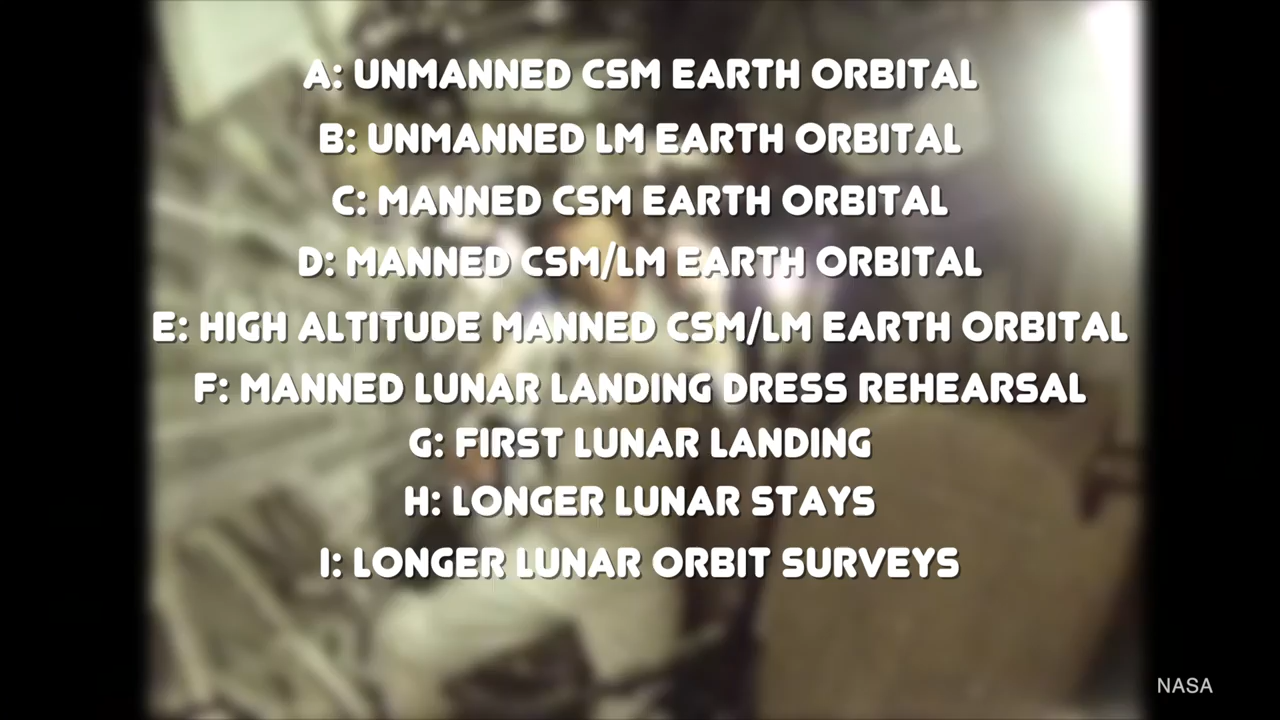 A: UNMANNED CSM EARTH ORBITAL
B: UNMANNED LM EARTH ORBITAL
C: MANNED CSM EARTH ORBITAL
D: MANNED CSM/LM EARTH ORBITAL
E: HIGH ALTITUDE MANNED CSM/LM EARTH ORBITAL
F: MANNED LUNAR LANDING DRESS REHEARSAL
G: FIRST LUNAR LANDING
H: LONGER LUNAR STAYS
I: LONGER LUNAR ORBIT SURVEYS
NASA